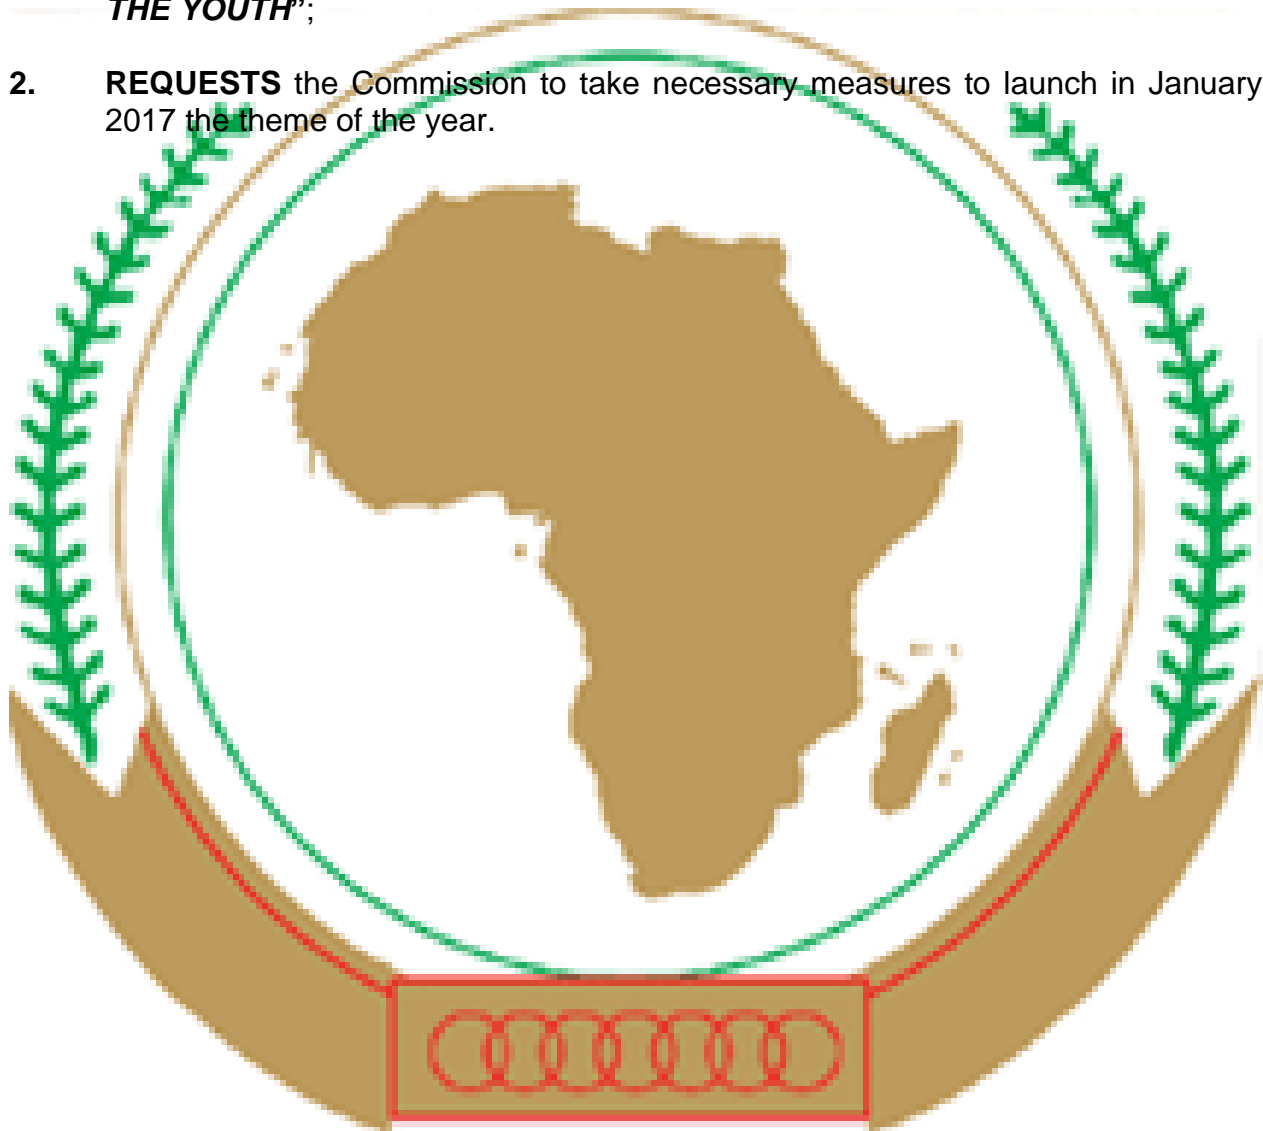 THE YOUTH”;
2. REQUESTS the Commission to take necessary measures to launch in January
2017 the theme of the year.